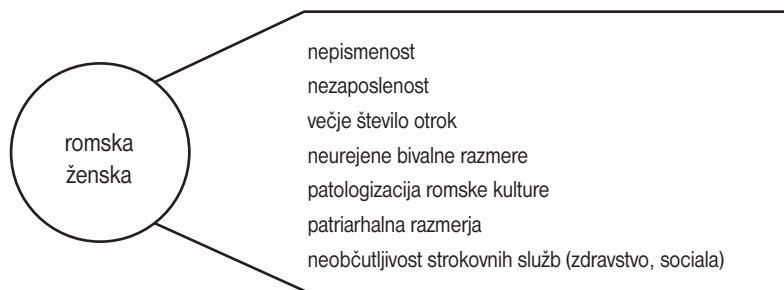 romska
ženska
nepismenost
nezaposlenost
večje število otrok
neurejene bivalne razmere
patologizacija romske kulture
patriarhalna razmerja
neobčutljivost strokovnih služb (zdravstvo, sociala)